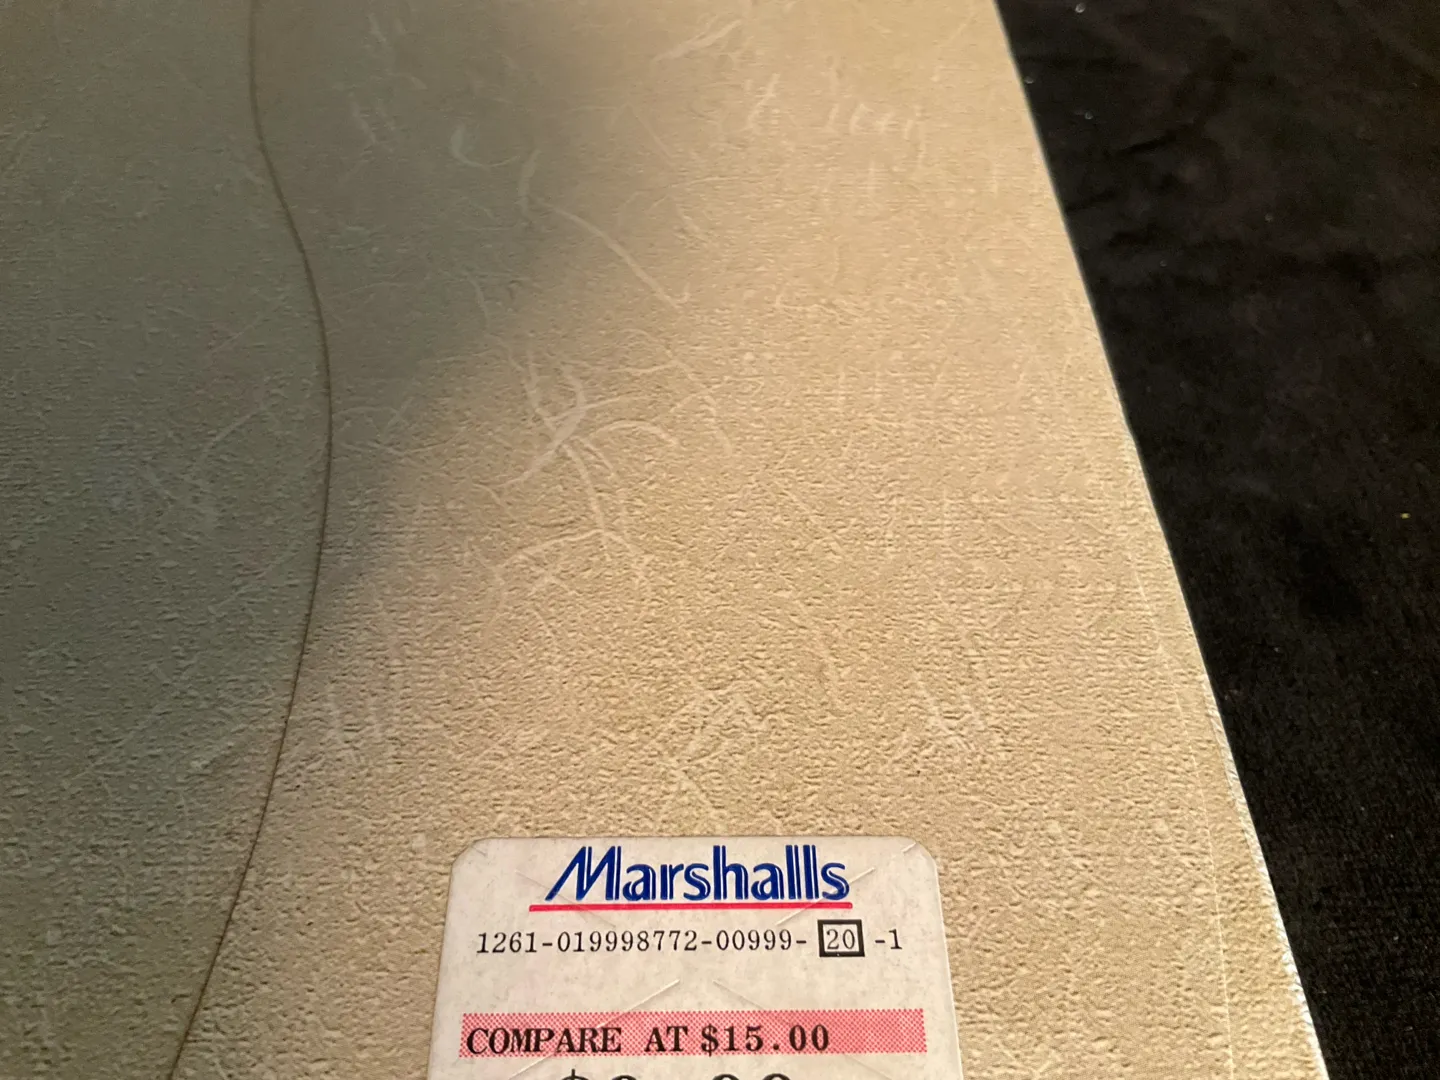 Marshalls
1261-019998772-00999- 20 -1
COMPARE AT $15.00